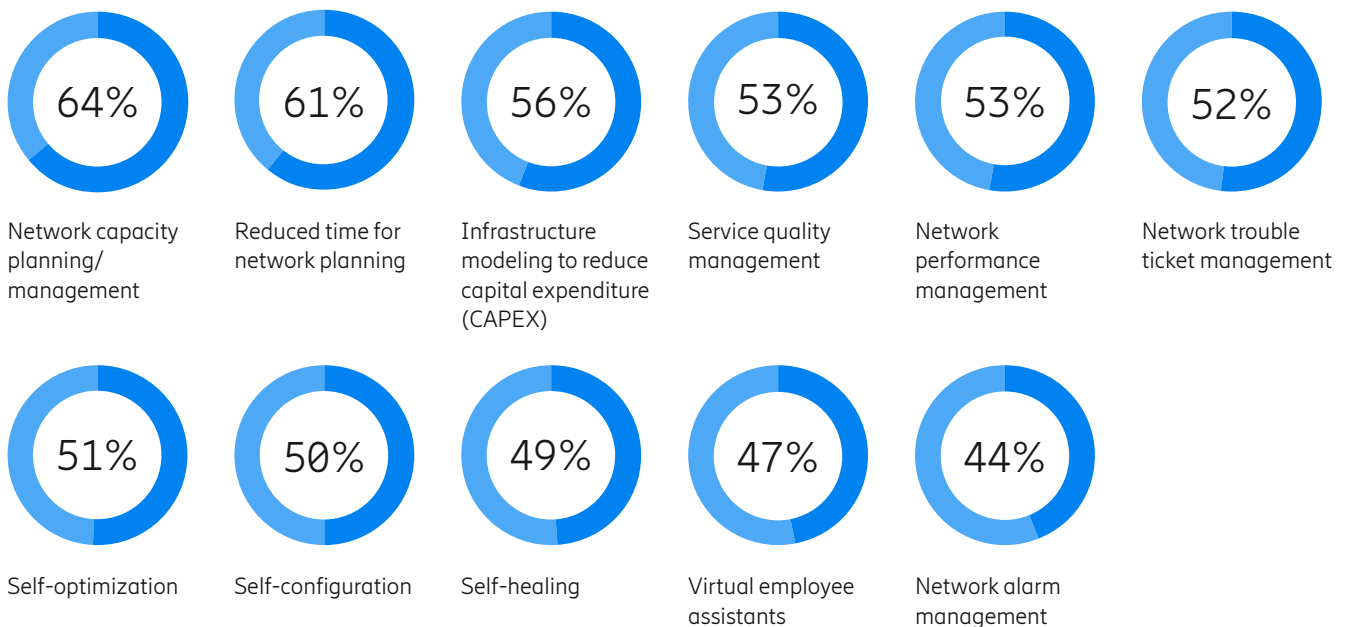 64%
61%
56%
53%
53%
52%
Network capacity
planning/
management
Reduced time for
network planning
Infrastructure
modeling to reduce
capital expenditure
(CAPEX)
Service quality
management
Network
performance
management
Network trouble
ticket management
51%
50%
49%
47%
44%
Self-optimization
Self-configuration
Self-healing
Virtual employee
assistants
Network alarm
management